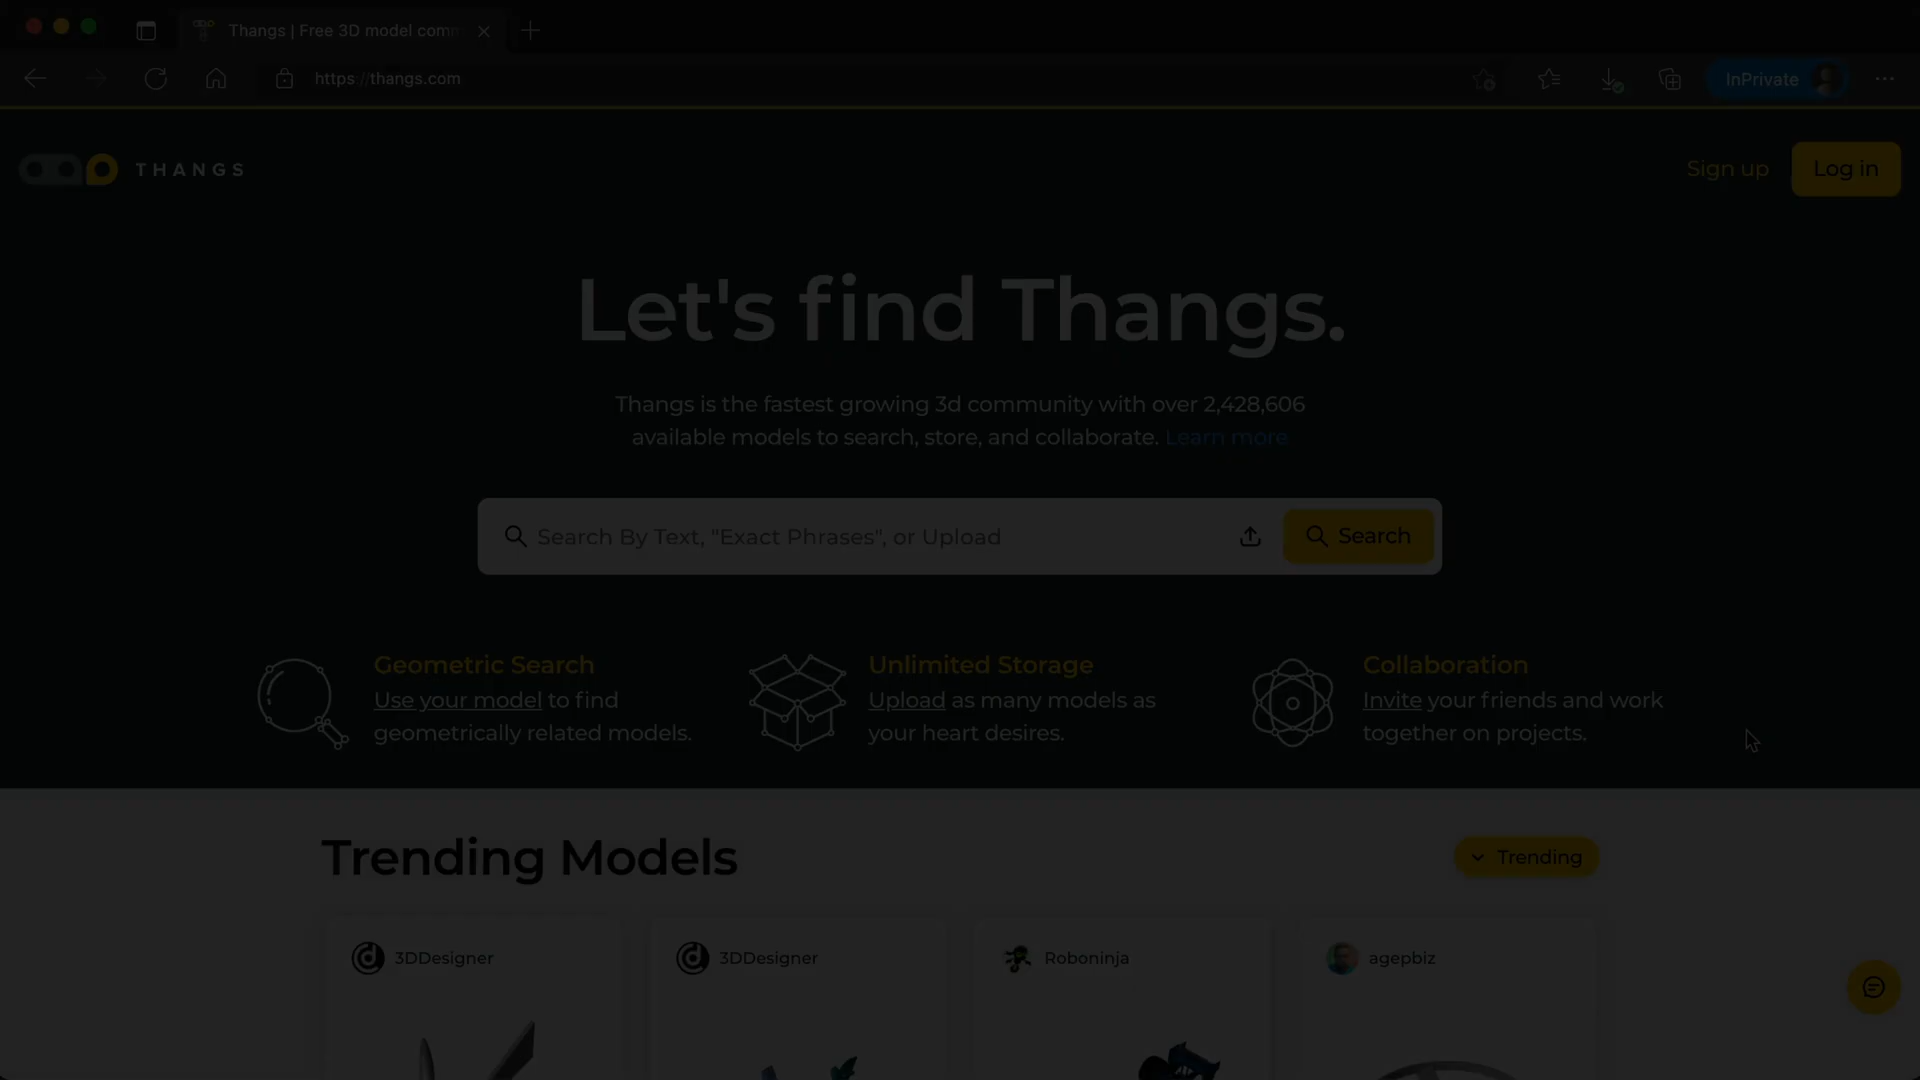 Thangs | Free 3D model comm
https://thangs.com
InPrivate
THANGS
Sign up
Log in
Let's find Thangs.
Thangs is the fastest growing 3d community with over 2,428,606
available models to search, store, and collaborate. Learn more
Search By Text, "Exact Phrases", or Upload
Search
Geometric Search
Use your model to find
geometrically related models.
Unlimited Storage
Upload as many models as
your heart desires.
Collaboration
Invite your friends and work
together on projects.
Trending Models
Trending
3DDesigner
3DDesigner
Roboninja
agepbiz